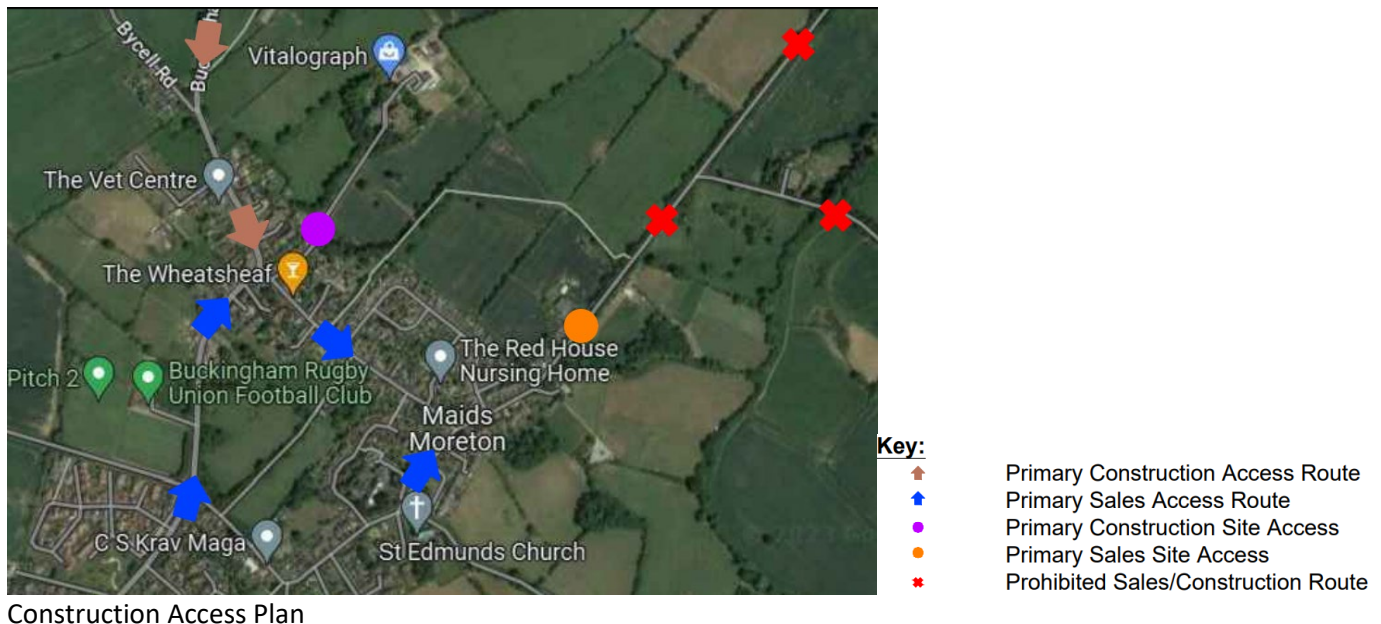 Bycell Rd
Buc
ha
Vitalograph
The Vet Centre
The Wheatsheaf
Pitch 2
Buckingham Rugby
Union Football Club
The Red House
Nursing Home
Maids
Moreton
C S Krav Maga
St Edmunds Church
Key:
Primary Construction Access Route
Primary Sales Access Route
Primary Construction Site Access
Primary Sales Site Access
Prohibited Sales/Construction Route
Construction Access Plan